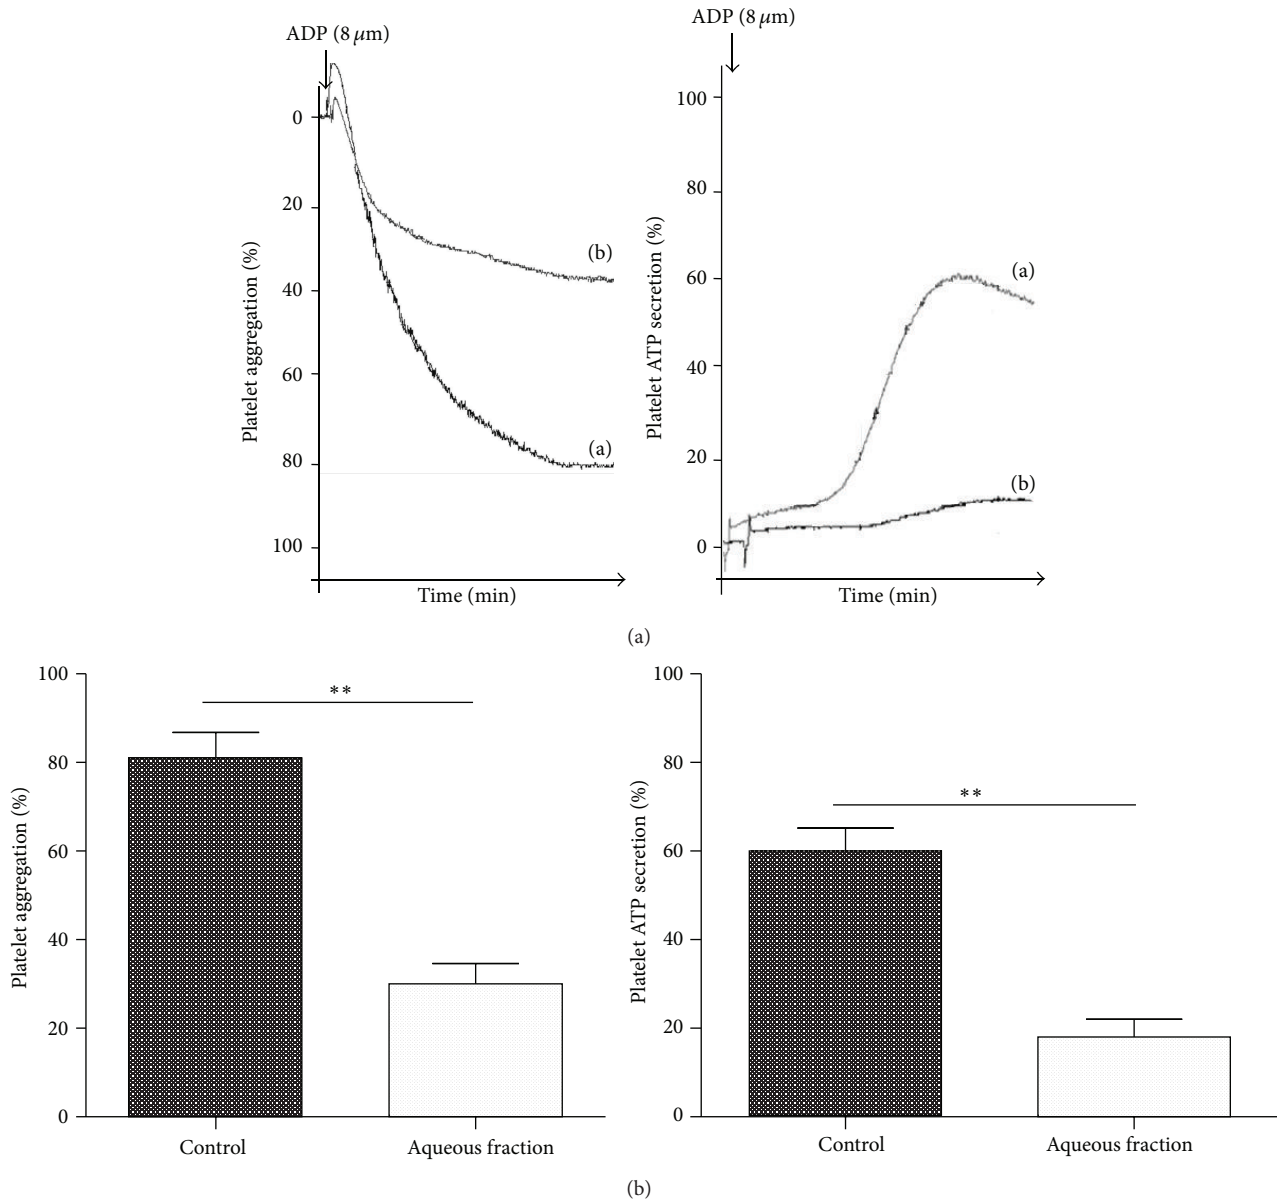 ADP (8 μm)
0
20
40
60
80
100
Platelet aggregation (%)
(b)
(a)
Time (min)
ADP (8 μm)
100
80
60
40
20
0
Platelet ATP secretion (%)
(a)
(b)
Time (min)
(a)
100
80
60
40
20
0
Platelet aggregation (%)
**
Control
Aqueous fraction
100
80
60
40
20
0
Platelet ATP secretion (%)
**
Control
Aqueous fraction
(b)